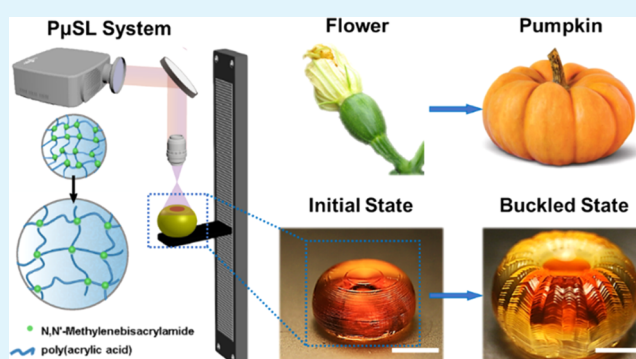 PμSL System
Flower
Pumpkin
Initial State
Buckled State
N,N'-Methylenebisacrylamide
poly(acrylic acid)